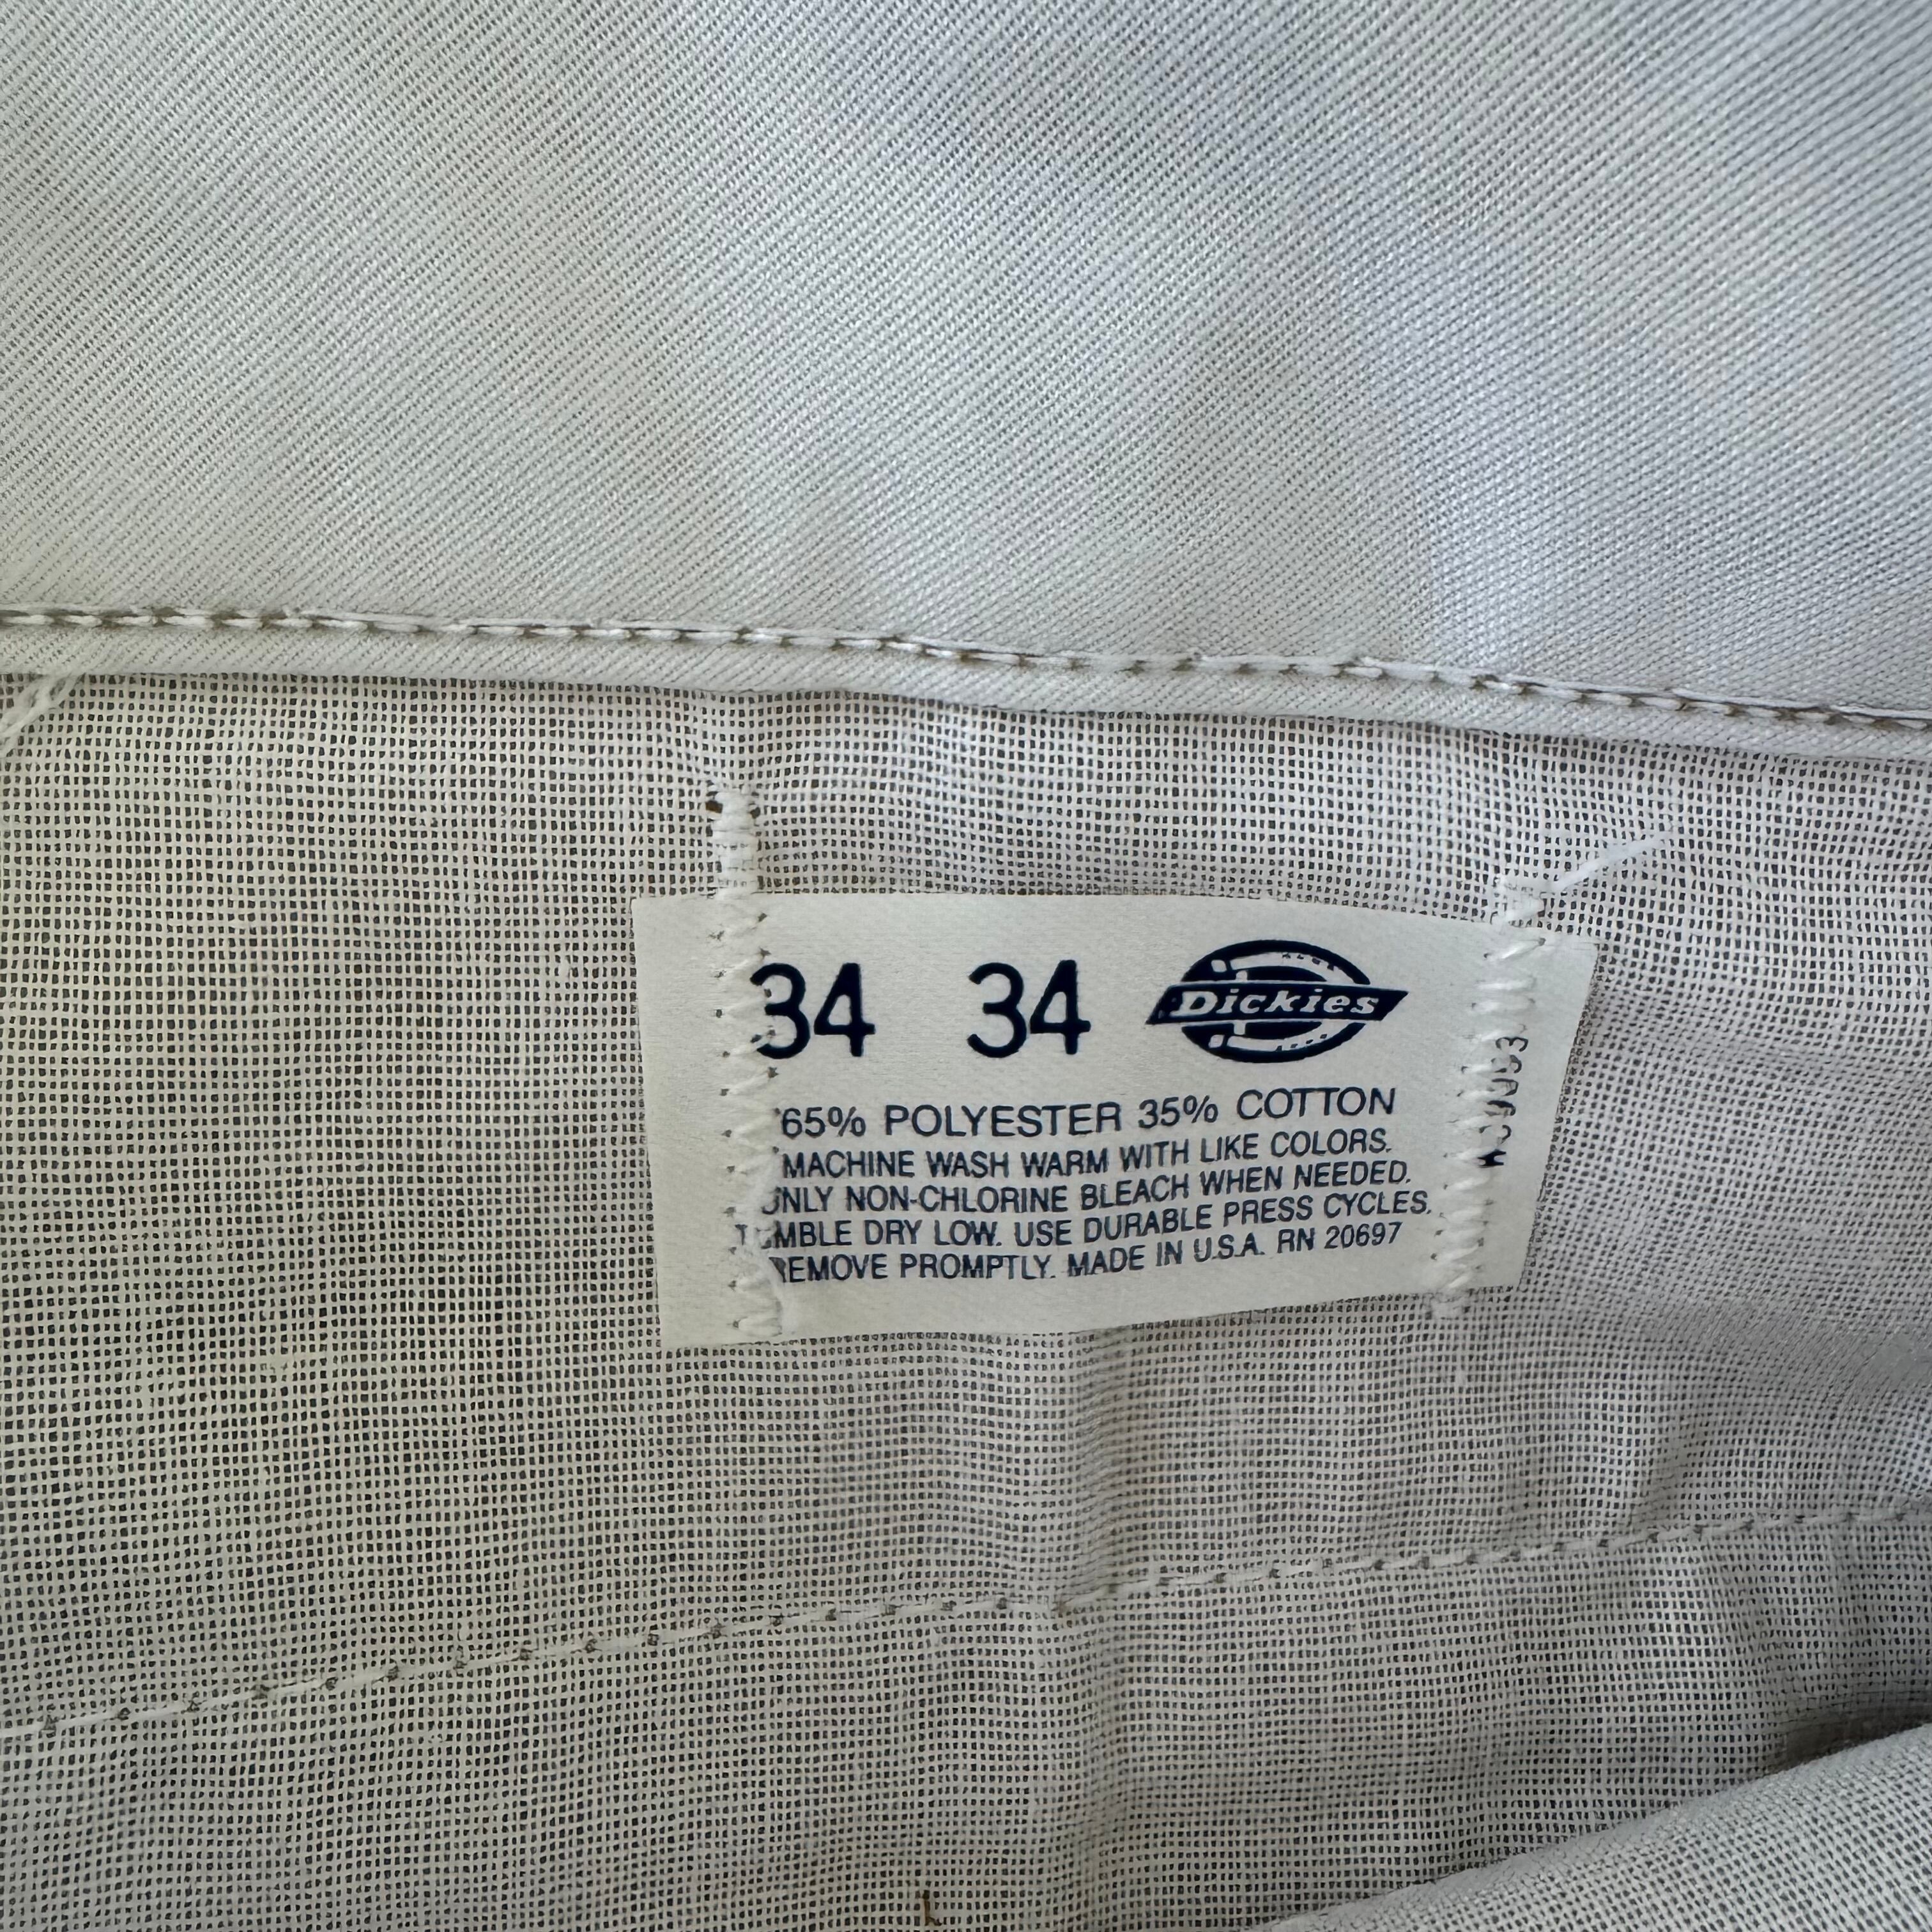 34 34 Dickies
65% POLYESTER 35% COTTON
MACHINE WASH WARM WITH LIKE COLORS.
ONLY NON-CHLORINE BLEACH WHEN NEEDED.
TUMBLE DRY LOW. USE DURABLE PRESS CYCLES.
REMOVE PROMPTLY. MADE IN U.S.A. RN 20697